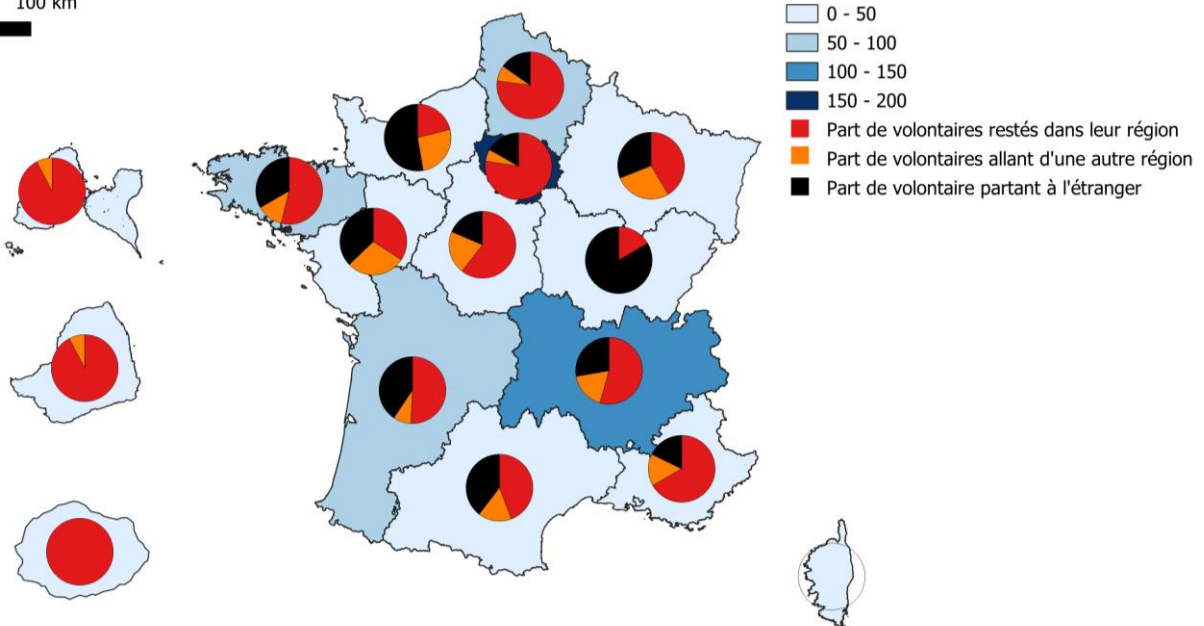 100 km
0 - 50
50 - 100
100 - 150
150 - 200
Part de volontaires restés dans leur région
Part de volontaires allant d'une autre région
Part de volontaire partant à l'étranger